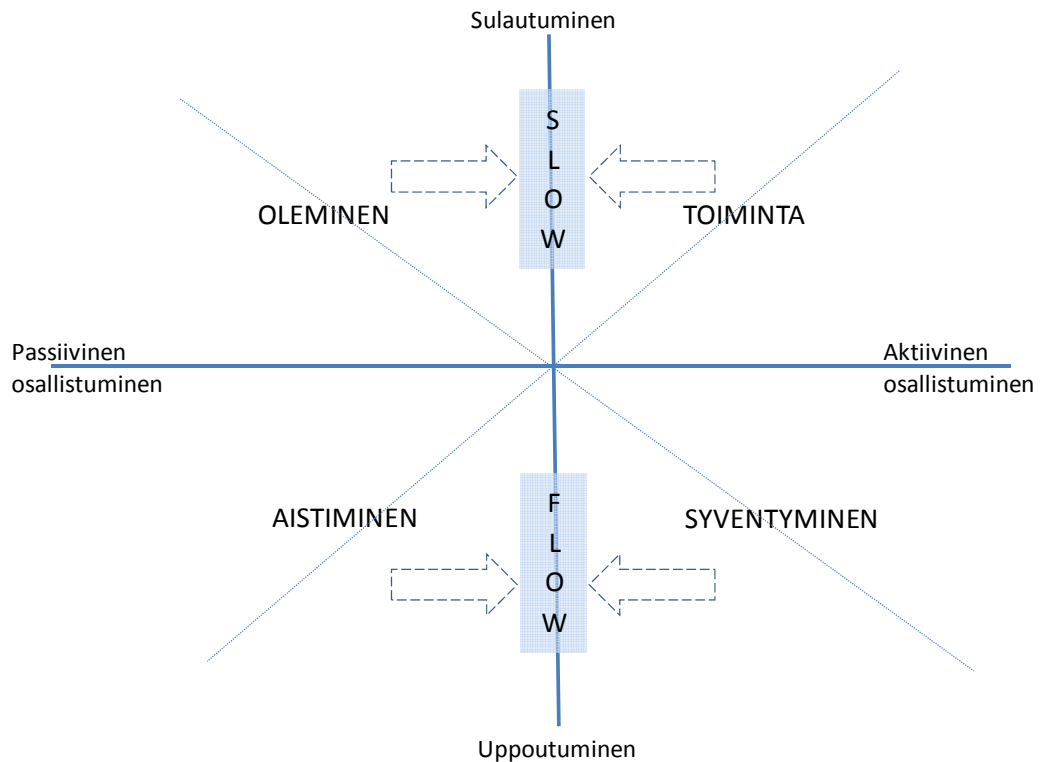 Sulautuminen
S
L
O
W
OLEMINEN
TOIMINTA
Passiivinen
osallistuminen
Aktiivinen
osallistuminen
AISTIMINEN
SYVENTYMINEN
F
L
O
W
Uppoutuminen